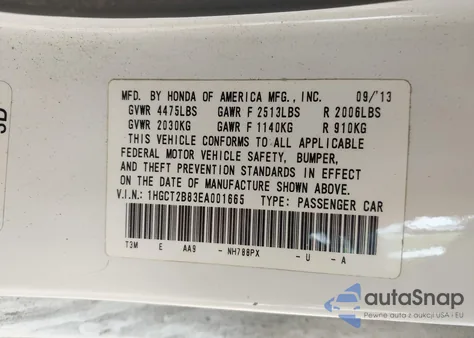 MFD. BY HONDA OF AMERICA MFG., INC. 09/'13
GVWR 4475LBS GAWR F 2513LBS R 2006LBS
GVWR 2030KG GAWR F 1140KG R 910KG
THIS VEHICLE CONFORMS TO ALL APPLICABLE
FEDERAL MOTOR VEHICLE SAFETY, BUMPER,
AND THEFT PREVENTION STANDARDS IN EFFECT
ON THE DATE OF MANUFACTURE SHOWN ABOVE.
V.I.N.: 1HGCT2B83EA001665 TYPE: PASSENGER CAR
T3M E AA9 - NH788PX - U - A
autoSnap
Pewne auto z aukcji USA i EU